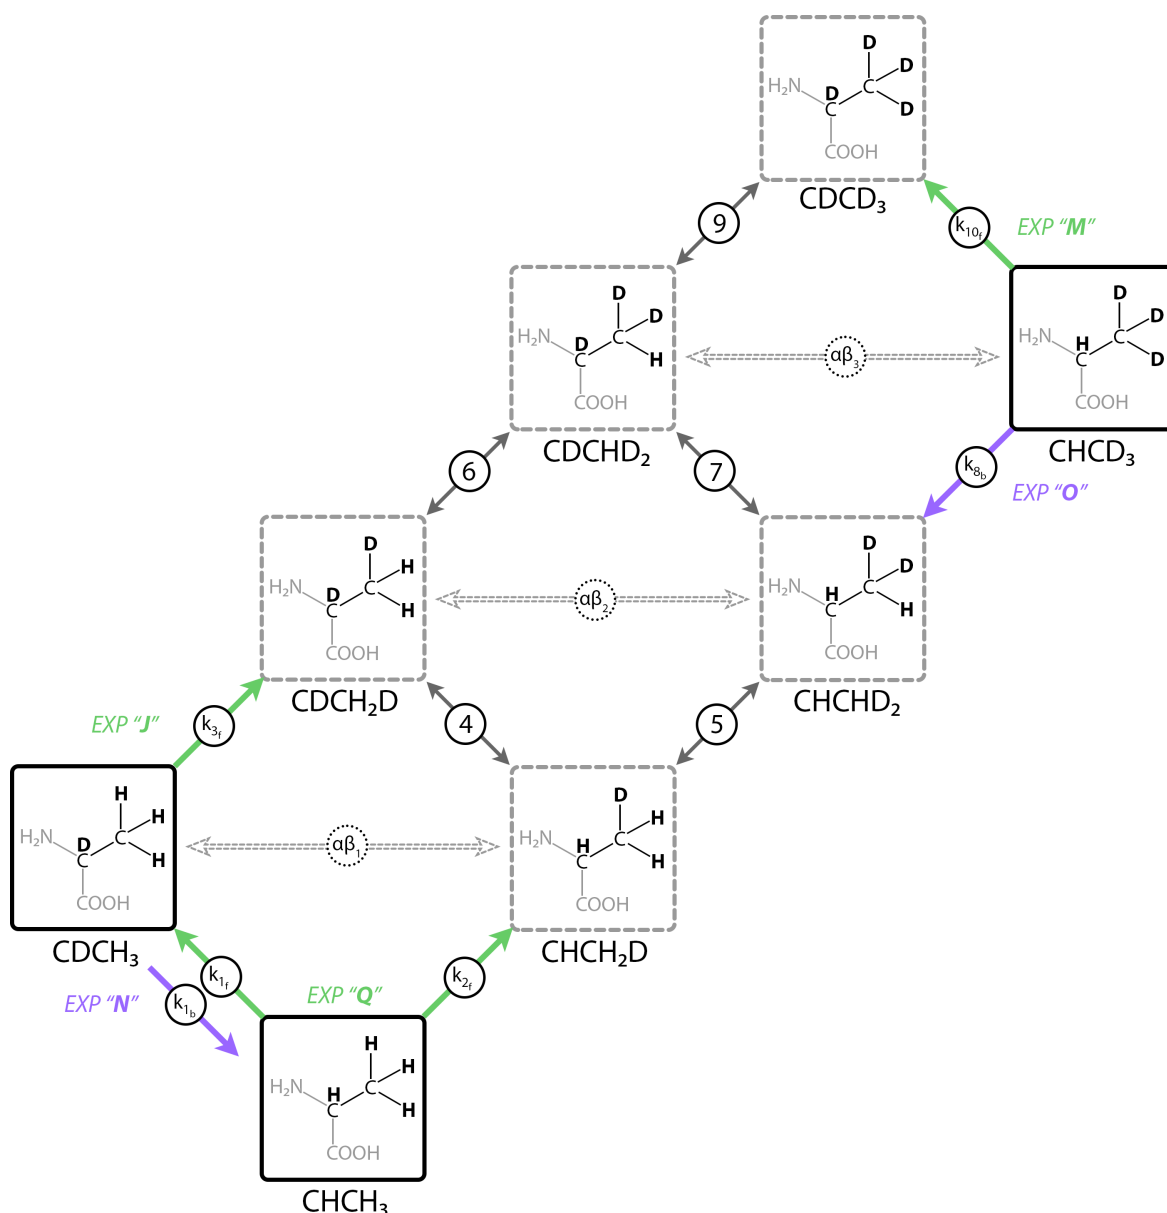 D
D
H₂N
D
C
C
D
COOH
CDCD₃
9
k10f
EXP "M"
D
D
H₂N
D
C
C
H
COOH
CDCHD₂
αβ₃
D
D
H₂N
H
C
C
D
COOH
CHCD₃
6
7
k8b
EXP "O"
D
H
H₂N
D
C
C
H
COOH
CDCH₂D
αβ₂
D
D
H₂N
H
C
C
H
COOH
CHCHD₂
EXP "J"
k3f
4
5
H
H
H₂N
D
C
C
H
COOH
CDCH₃
αβ₁
D
H
H₂N
H
C
C
H
COOH
CHCH₂D
k1f
k2f
EXP "N"
k1b
EXP "Q"
H
H
H₂N
H
C
C
H
COOH
CHCH₃